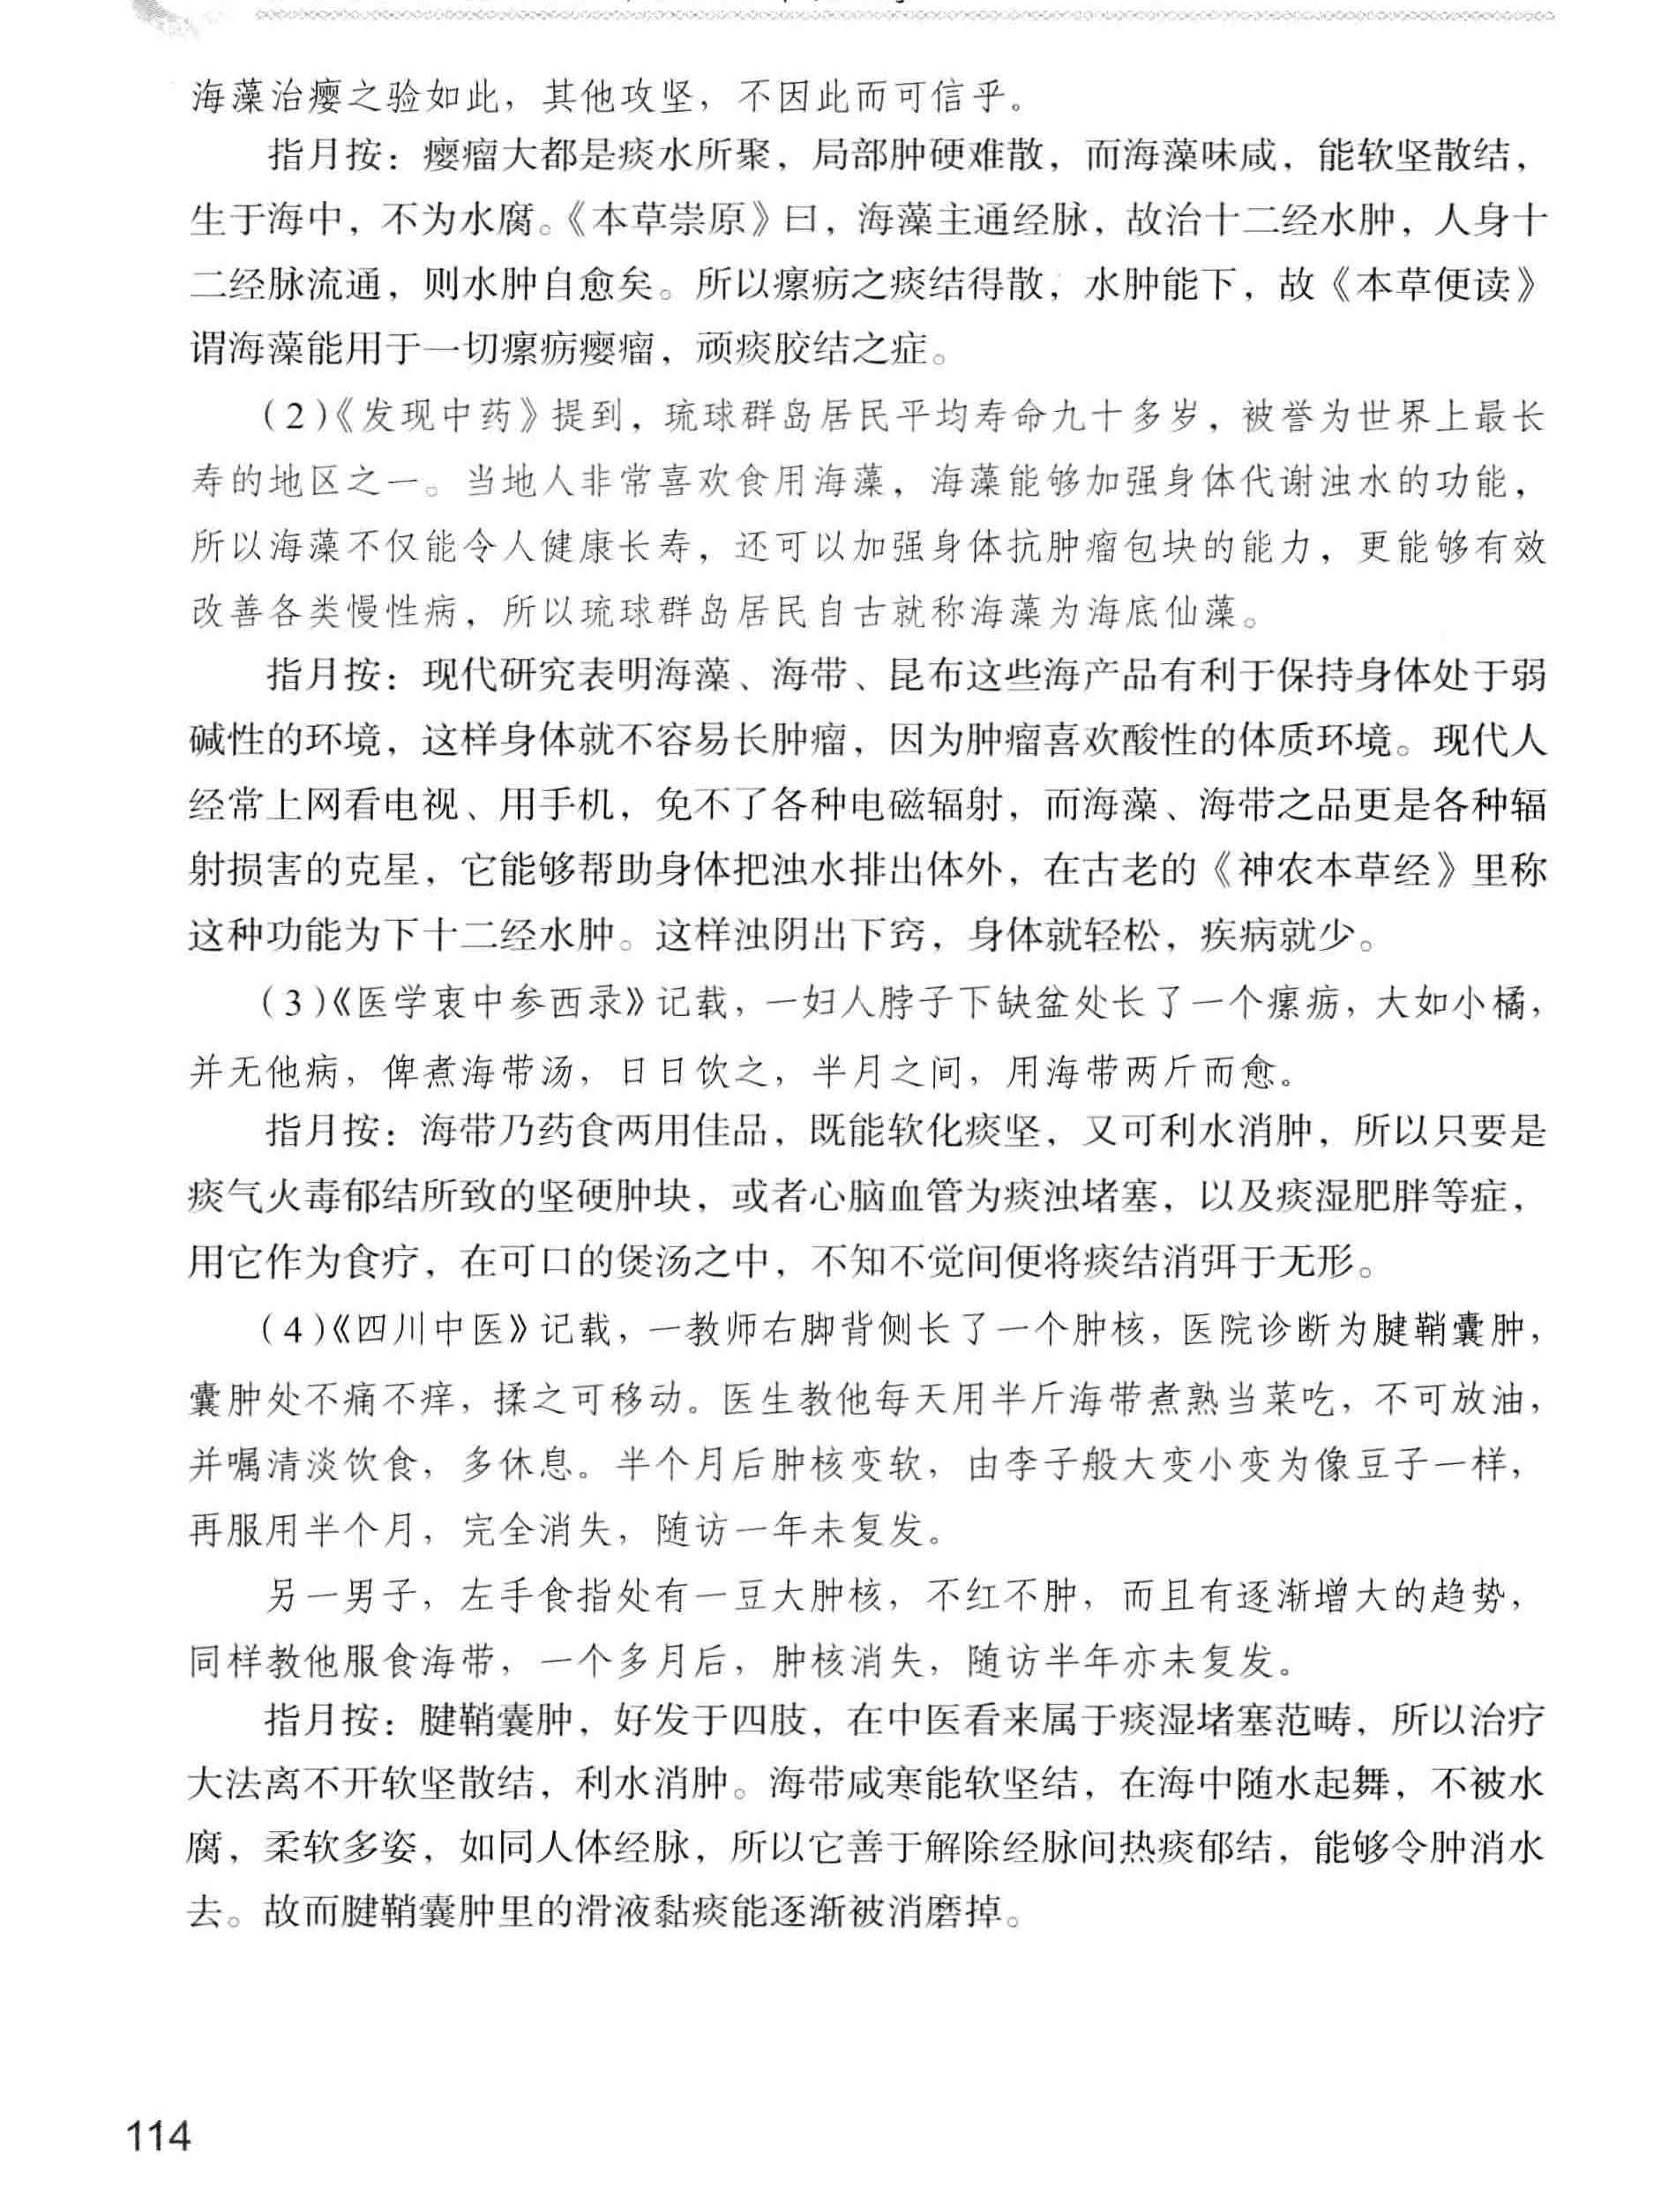 海藻治瘿之验如此，其他攻坚，不因此而可信乎。
指月按：瘿瘤大都是痰水所聚，局部肿硬难散，而海藻味咸，能软坚散结，
生于海中，不为水腐。《本草崇原》曰，海藻主通经脉，故治十二经水肿，人身十
二经脉流通，则水肿自愈矣。所以瘰疬之痰结得散，水肿能下，故《本草便读》
谓海藻能用于一切瘰疬瘿瘤，顽痰胶结之症。
（2）《发现中药》提到，琉球群岛居民平均寿命九十多岁，被誉为世界上最长
寿的地区之一。当地人非常喜欢食用海藻，海藻能够加强身体代谢浊水的功能，
所以海藻不仅能令人健康长寿，还可以加强身体抗肿瘤包块的能力，更能够有效
改善各类慢性病，所以琉球群岛居民自古就称海藻为海底仙藻。
指月按：现代研究表明海藻、海带、昆布这些海产品有利于保持身体处于弱
碱性的环境，这样身体就不容易长肿瘤，因为肿瘤喜欢酸性的体质环境。现代人
经常上网看电视、用手机，免不了各种电磁辐射，而海藻、海带之品更是各种辐
射损害的克星，它能够帮助身体把浊水排出体外，在古老的《神农本草经》里称
这种功能为下十二经水肿。这样浊阴出下窍，身体就轻松，疾病就少。
（3）《医学衷中参西录》记载，一妇人脖子下缺盆处长了一个瘰疬，大如小橘，
并无他病，俾煮海带汤，日日饮之，半月之间，用海带两斤而愈。
指月按：海带乃药食两用佳品，既能软化痰坚，又可利水消肿，所以只要是
痰气火毒郁结所致的坚硬肿块，或者心脑血管为痰浊堵塞，以及痰湿肥胖等症，
用它作为食疗，在可口的煲汤之中，不知不觉间便将痰结消弭于无形。
（4）《四川中医》记载，一教师右脚背侧长了一个肿核，医院诊断为腱鞘囊肿，
囊肿处不痛不痒，揉之可移动。医生教他每天用半斤海带煮熟当菜吃，不可放油，
并嘱清淡饮食，多休息。半个月后肿核变软，由李子般大变小变为像豆子一样，
再服用半个月，完全消失，随访一年未复发。
另一男子，左手食指处有一豆大肿核，不红不肿，而且有逐渐增大的趋势，
同样教他服食海带，一个多月后，肿核消失，随访半年亦未复发。
指月按：腱鞘囊肿，好发于四肢，在中医看来属于痰湿堵塞范畴，所以治疗
大法离不开软坚散结，利水消肿。海带咸寒能软坚结，在海中随水起舞，不被水
腐，柔软多姿，如同人体经脉，所以它善于解除经脉间热痰郁结，能够令肿消水
去。故而腱鞘囊肿里的滑液黏痰能逐渐被消磨掉。
114